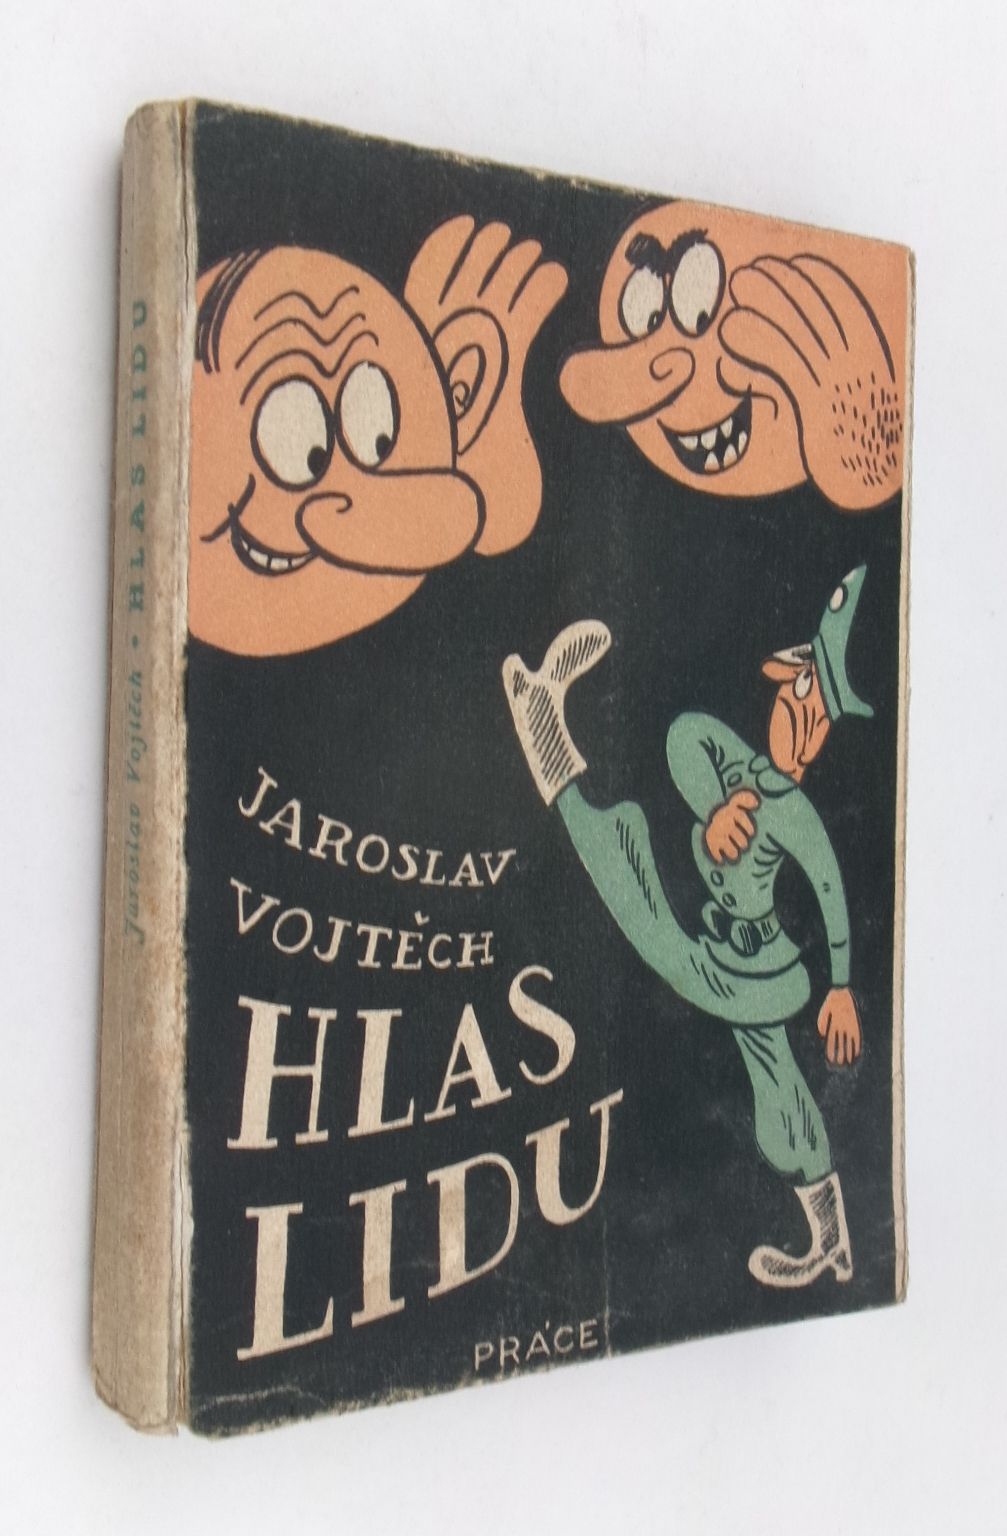 Jaroslav Vojtěch • HLAS LIDU
JAROSLAV
VOJTĚCH
HLAS
LIDU
PRÁCE